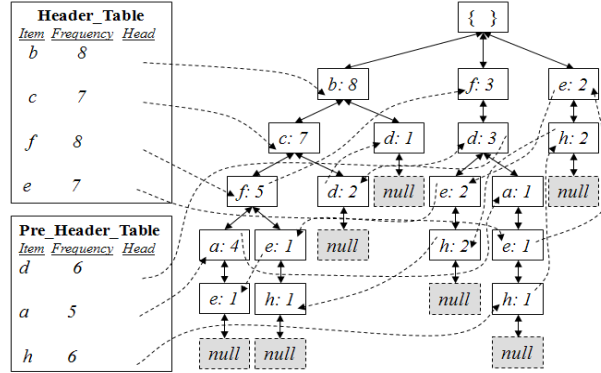 Header_Table
Item Frequency Head
b 8
c 7
f 8
e 7
Pre_Header_Table
Item Frequency Head
d 6
a 5
h 6
{ }
b: 8 f: 3 e: 2
c: 7 d: 1 d: 3 h: 2
f: 5 d: 2 null e: 2 a: 1 null
a: 4 e: 1 null h: 2 e: 1
e: 1 h: 1 null h: 1
null null null